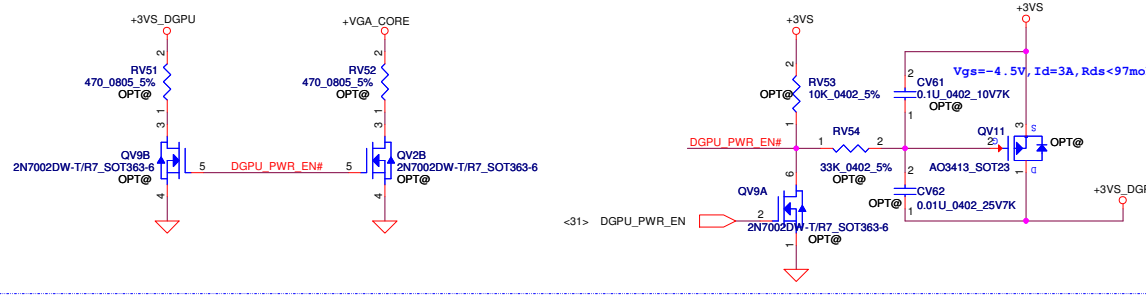 +3VS_DGPU
2
RV51
470_0805_5%
OPT@
1
3
QV9B
2N7002DW-T/R7_SOT363-6
OPT@
5
4
DGPU_PWR_EN#
+VGA_CORE
2
RV52
470_0805_5%
OPT@
1
3
5
QV2B
2N7002DW-T/R7_SOT363-6
OPT@
4
+3VS
2
RV53
OPT@
10K_0402_5%
1
DGPU_PWR_EN#
1
RV54
2
33K_0402_5%
OPT@
6
QV9A
<31>
DGPU_PWR_EN
2
2N7002DW-T/R7_SOT363-6
OPT@
1
+3VS
Vgs=-4.5V,Id=3A,Rds<97mo
2
CV61
0.1U_0402_10V7K
OPT@
1
3
S
QV11
2
G
OPT@
AO3413_SOT23
1
D
2
CV62
OPT@
0.01U_0402_25V7K
1
+3VS_DGP